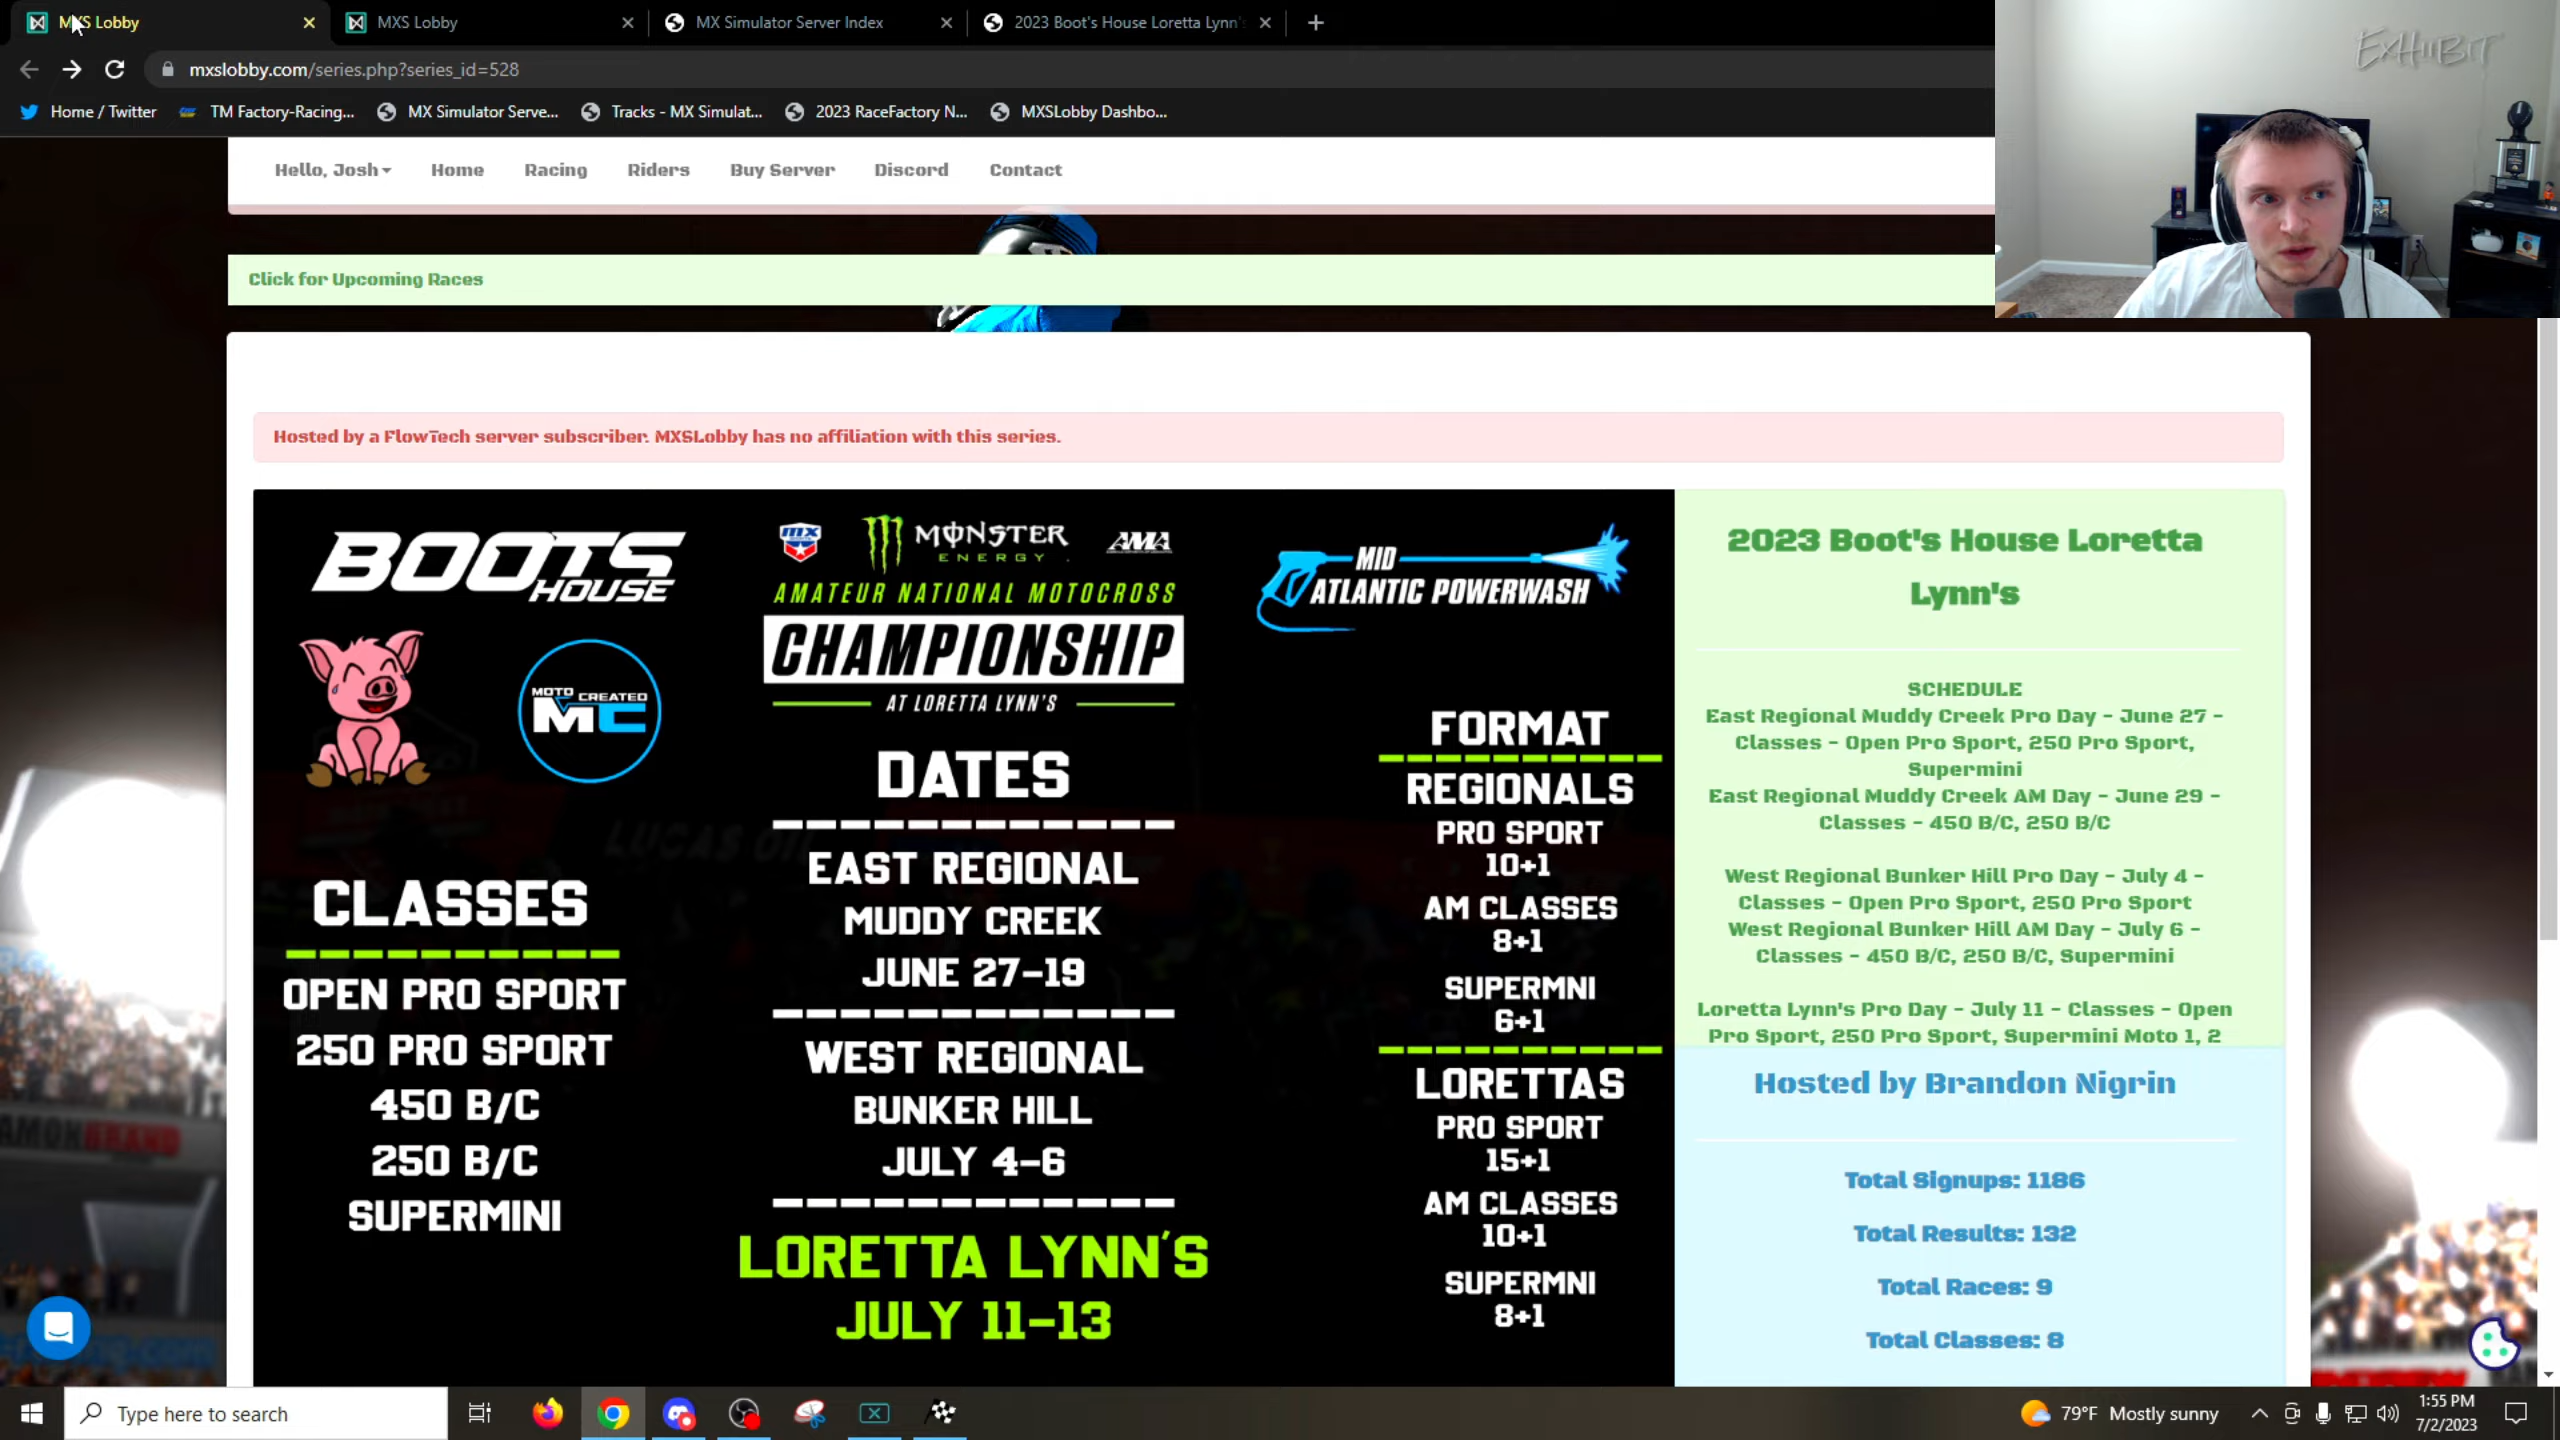 MXS Lobby
MXS Lobby
MX Simulator Server Index
2023 Boot's House Loretta Lynn'
mxslobby.com/series.php?series_id=528
Home / Twitter
TM Factory-Racing...
MX Simulator Serve...
Tracks - MX Simulat...
2023 RaceFactory N...
MXSLobby Dashbo...
EXHIIBIT
Hello, Josh
Home
Racing
Riders
Buy Server
Discord
Contact
Click for Upcoming Races
Hosted by a FlowTech server subscriber. MXSLobby has no affiliation with this series.
BOOTS
HOUSE
MOTO CREATED
MC
CLASSES
OPEN PRO SPORT
250 PRO SPORT
450 B/C
250 B/C
SUPERMINI
MX
MONSTER
ENERGY
AMA
AMATEUR NATIONAL MOTOCROSS
CHAMPIONSHIP
AT LORETTA LYNN'S
DATES
EAST REGIONAL
MUDDY CREEK
JUNE 27-19
WEST REGIONAL
BUNKER HILL
JULY 4-6
LORETTA LYNN'S
JULY 11-13
MID
ATLANTIC POWERWASH
FORMAT
REGIONALS
PRO SPORT
10+1
AM CLASSES
8+1
SUPERMNI
6+1
LORETTAS
PRO SPORT
15+1
AM CLASSES
10+1
SUPERMNI
8+1
2023 Boot's House Loretta
Lynn's
SCHEDULE
East Regional Muddy Creek Pro Day - June 27 -
Classes - Open Pro Sport, 250 Pro Sport,
Supermini
East Regional Muddy Creek AM Day - June 29 -
Classes - 450 B/C, 250 B/C
West Regional Bunker Hill Pro Day - July 4 -
Classes - Open Pro Sport, 250 Pro Sport
West Regional Bunker Hill AM Day - July 6 -
Classes - 450 B/C, 250 B/C, Supermini
Loretta Lynn's Pro Day - July 11 - Classes - Open
Pro Sport, 250 Pro Sport, Supermini Moto 1, 2
Hosted by Brandon Nigrin
Total Signups: 1186
Total Results: 132
Total Races: 9
Total Classes: 8
Type here to search
79°F Mostly sunny
1:55 PM
7/2/2023